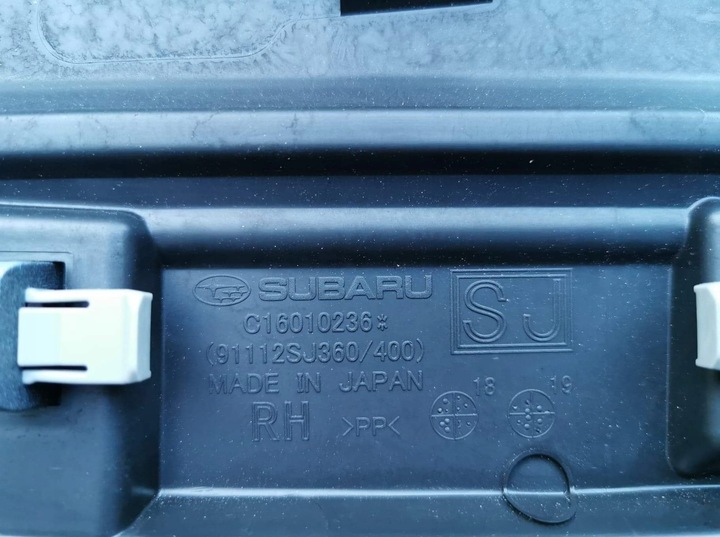 SUBARU
C16010236*
(91112SJ360/400)
MADE IN JAPAN
RH >PP<
SJ
18 19